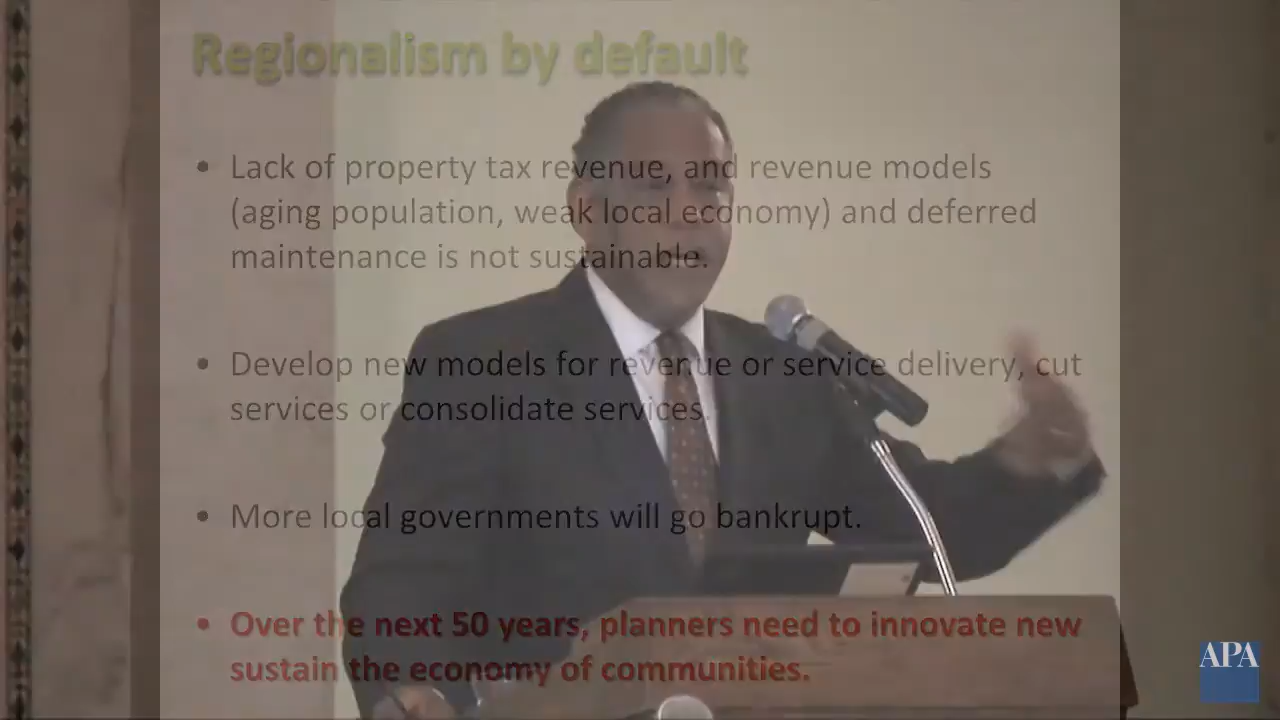 Regionalism by default
• Lack of property tax revenue, and revenue models
(aging population, weak local economy) and deferred
maintenance is not sustainable.
• Develop new models for revenue or service delivery, cut
services or consolidate services.
• More local governments will go bankrupt.
• Over the next 50 years, planners need to innovate new
sustain the economy of communities.
APA